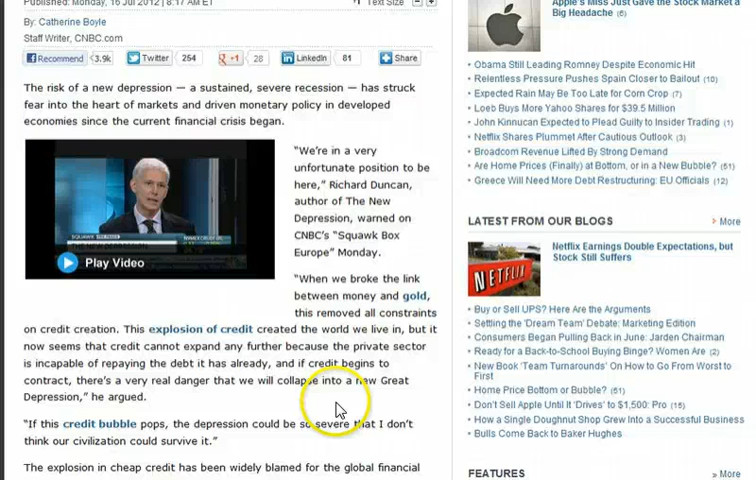 Published: Monday, 16 Jul 2012 | 8:17 AM ET
Text Size
By: Catherine Boyle
Staff Writer, CNBC.com
Recommend 3.9k Twitter 254 +1 28 LinkedIn 81 Share
The risk of a new depression — a sustained, severe recession — has struck
fear into the heart of markets and driven monetary policy in developed
economies since the current financial crisis began.
SQUAWK
THE NEW DEPRESSION
Play Video
"We're in a very
unfortunate position to be
here," Richard Duncan,
author of The New
Depression, warned on
CNBC's "Squawk Box
Europe" Monday.
"When we broke the link
between money and gold,
this removed all constraints
on credit creation. This explosion of credit created the world we live in, but it
now seems that credit cannot expand any further because the private sector
is incapable of repaying the debt it has already, and if credit begins to
contract, there's a very real danger that we will collapse into a new Great
Depression," he argued.
"If this credit bubble pops, the depression could be so severe that I don't
think our civilization could survive it."
The explosion in cheap credit has been widely blamed for the global financial
Apple's Miss Just Gave the Stock Market a
Big Headache (6)
Obama Still Leading Romney Despite Economic Hit
Relentless Pressure Pushes Spain Closer to Bailout (10)
Expected Rain May Be Too Late for Corn Crop (7)
Loeb Buys More Yahoo Shares for $39.5 Million
John Kinnucan Expected to Plead Guilty to Insider Trading (1)
Netflix Shares Plummet After Cautious Outlook (3)
Broadcom Revenue Lifted By Strong Demand
Are Home Prices (Finally) at Bottom, or in a New Bubble? (51)
Greece Will Need More Debt Restructuring: EU Officials (12)
LATEST FROM OUR BLOGS More
NETFLIX
Netflix Earnings Double Expectations, but
Stock Still Suffers
Buy or Sell UPS? Here Are the Arguments
Settling the 'Dream Team' Debate: Marketing Edition
Consumers Began Pulling Back in June: Jarden Chairman
Ready for a Back-to-School Buying Binge? Women Are (2)
New Book 'Team Turnarounds' On How to Go From Worst to
First
Home Price Bottom or Bubble? (51)
Don't Sell Apple Until It 'Drives' to $1,500: Pro (15)
How a Single Doughnut Shop Grew Into a Successful Business
Bulls Come Back to Baker Hughes
FEATURES » More